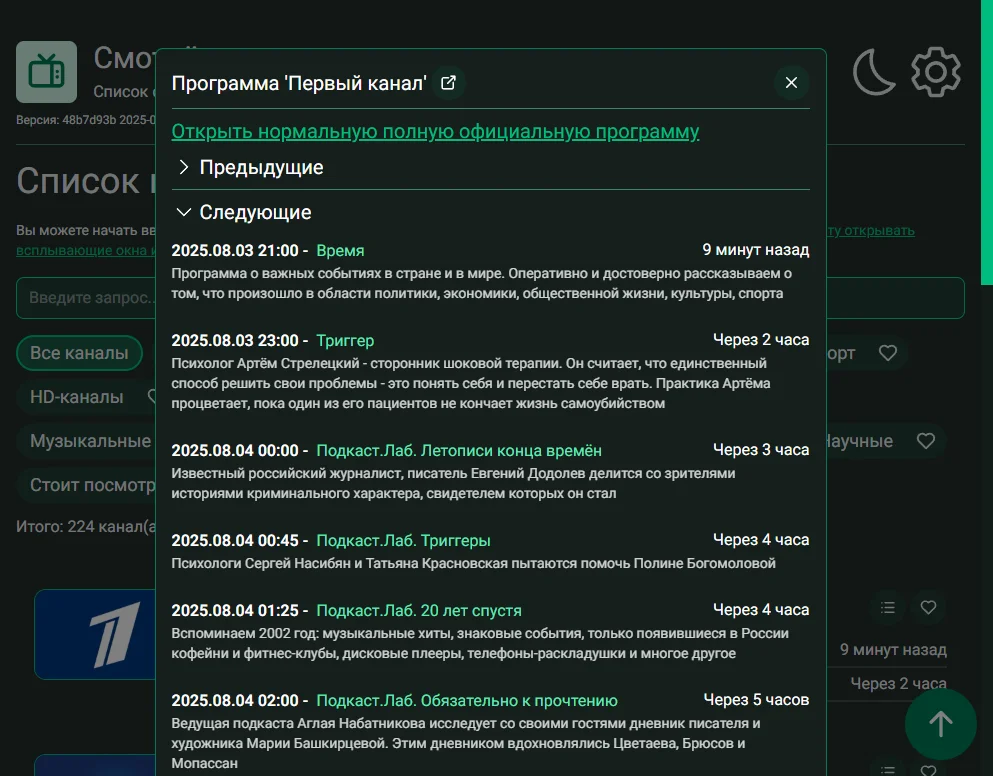 Смот
Список
Версия: 48b7d93b 2025-0
Программа 'Первый канал'
Открыть нормальную полную официальную программу
Предыдущие
Следующие
2025.08.03 21:00 - Время
9 минут назад
Программа о важных событиях в стране и в мире. Оперативно и достоверно рассказываем о
том, что произошло в области политики, экономики, общественной жизни, культуры, спорта
2025.08.03 23:00 - Триггер
Через 2 часа
Психолог Артём Стрелецкий - сторонник шоковой терапии. Он считает, что единственный
способ решить свои проблемы - это понять себя и перестать себе врать. Практика Артёма
процветает, пока один из его пациентов не кончает жизнь самоубийством
2025.08.04 00:00 - Подкаст.Лаб. Летописи конца времён
Через 3 часа
Известный российский журналист, писатель Евгений Додолев делится со зрителями
историями криминального характера, свидетелем которых он стал
2025.08.04 00:45 - Подкаст.Лаб. Триггеры
Через 4 часа
Психологи Сергей Насибян и Татьяна Красновская пытаются помочь Полине Богомоловой
2025.08.04 01:25 - Подкаст.Лаб. 20 лет спустя
Через 4 часа
Вспоминаем 2002 год: музыкальные хиты, знаковые события, только появившиеся в России
кофейни и фитнес-клубы, дисковые плееры, телефоны-раскладушки и многое другое
2025.08.04 02:00 - Подкаст.Лаб. Обязательно к прочтению
Через 5 часов
Ведущая подкаста Аглая Набатникова исследует со своими гостями дневник писателя и
художника Марии Башкирцевой. Этим дневником вдохновлялись Цветаева, Брюсов и
Мопассан
Список
Вы можете начать вв
ту открывать
всплывающие окна и
Введите запрос...
Все каналы
орт
HD-каналы
Музыкальные
Научные
Стоит посмотр
Итого: 224 канал(а
9 минут назад
Через 2 часа